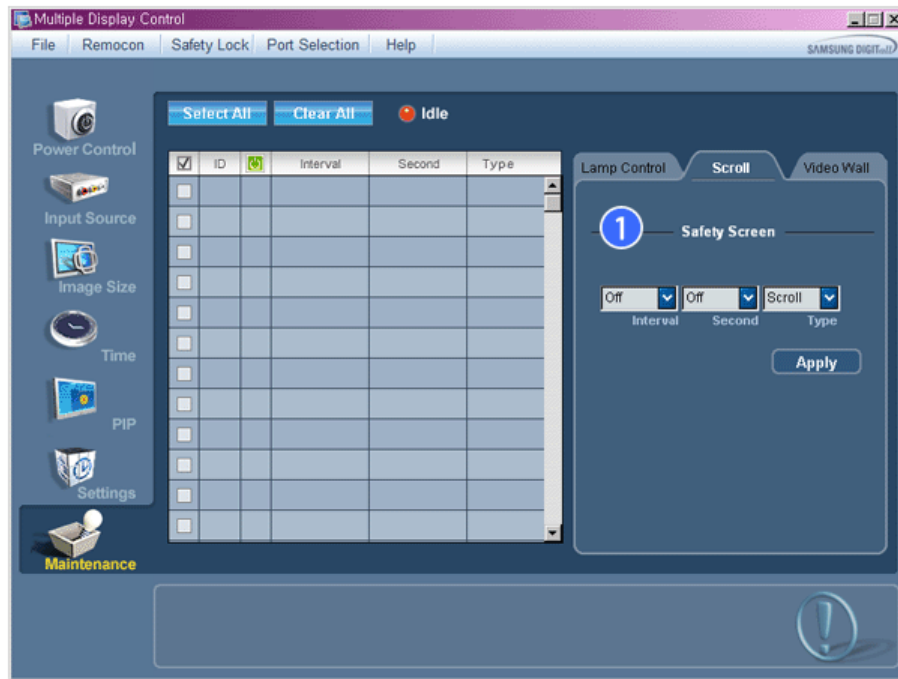 Multiple Display Control
File Remocon Safety Lock Port Selection Help
SAMSUNG DIGITall
Select All Clear All Idle
Power Control
Input Source
Image Size
Time
PIP
Settings
Maintenance
ID Interval Second Type
Lamp Control Scroll Video Wall
1 Safety Screen
Off Off Scroll
Interval Second Type
Apply